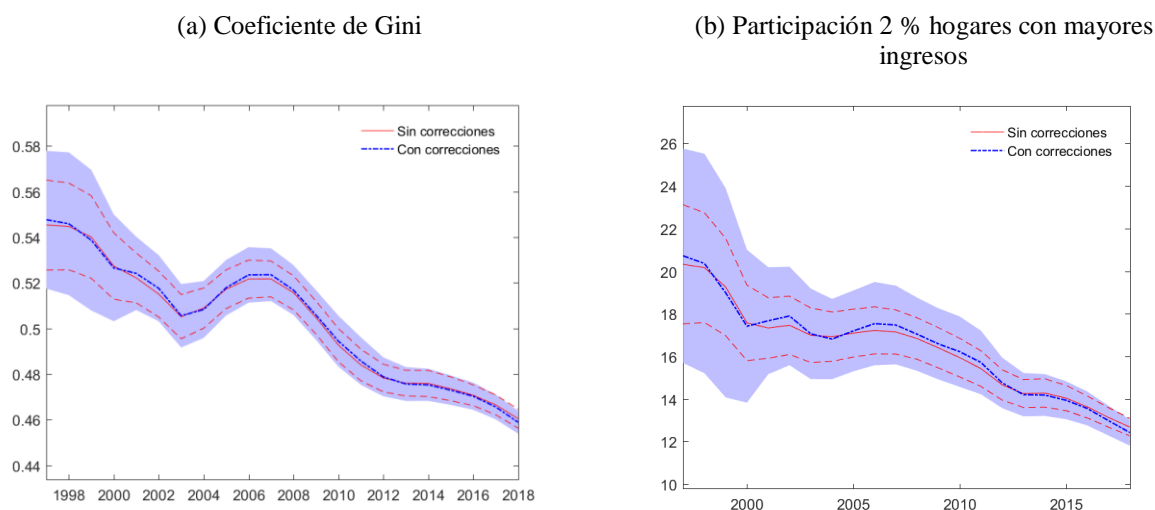 (a) Coeficiente de Gini
0.58
0.56
0.54
0.52
0.5
0.48
0.46
0.44
Sin correcciones
Con correcciones
1998 2000 2002 2004 2006 2008 2010 2012 2014 2016 2018
(b) Participación 2 % hogares con mayores
ingresos
26
24
22
20
18
16
14
12
10
Sin correcciones
Con correcciones
2000 2005 2010 2015